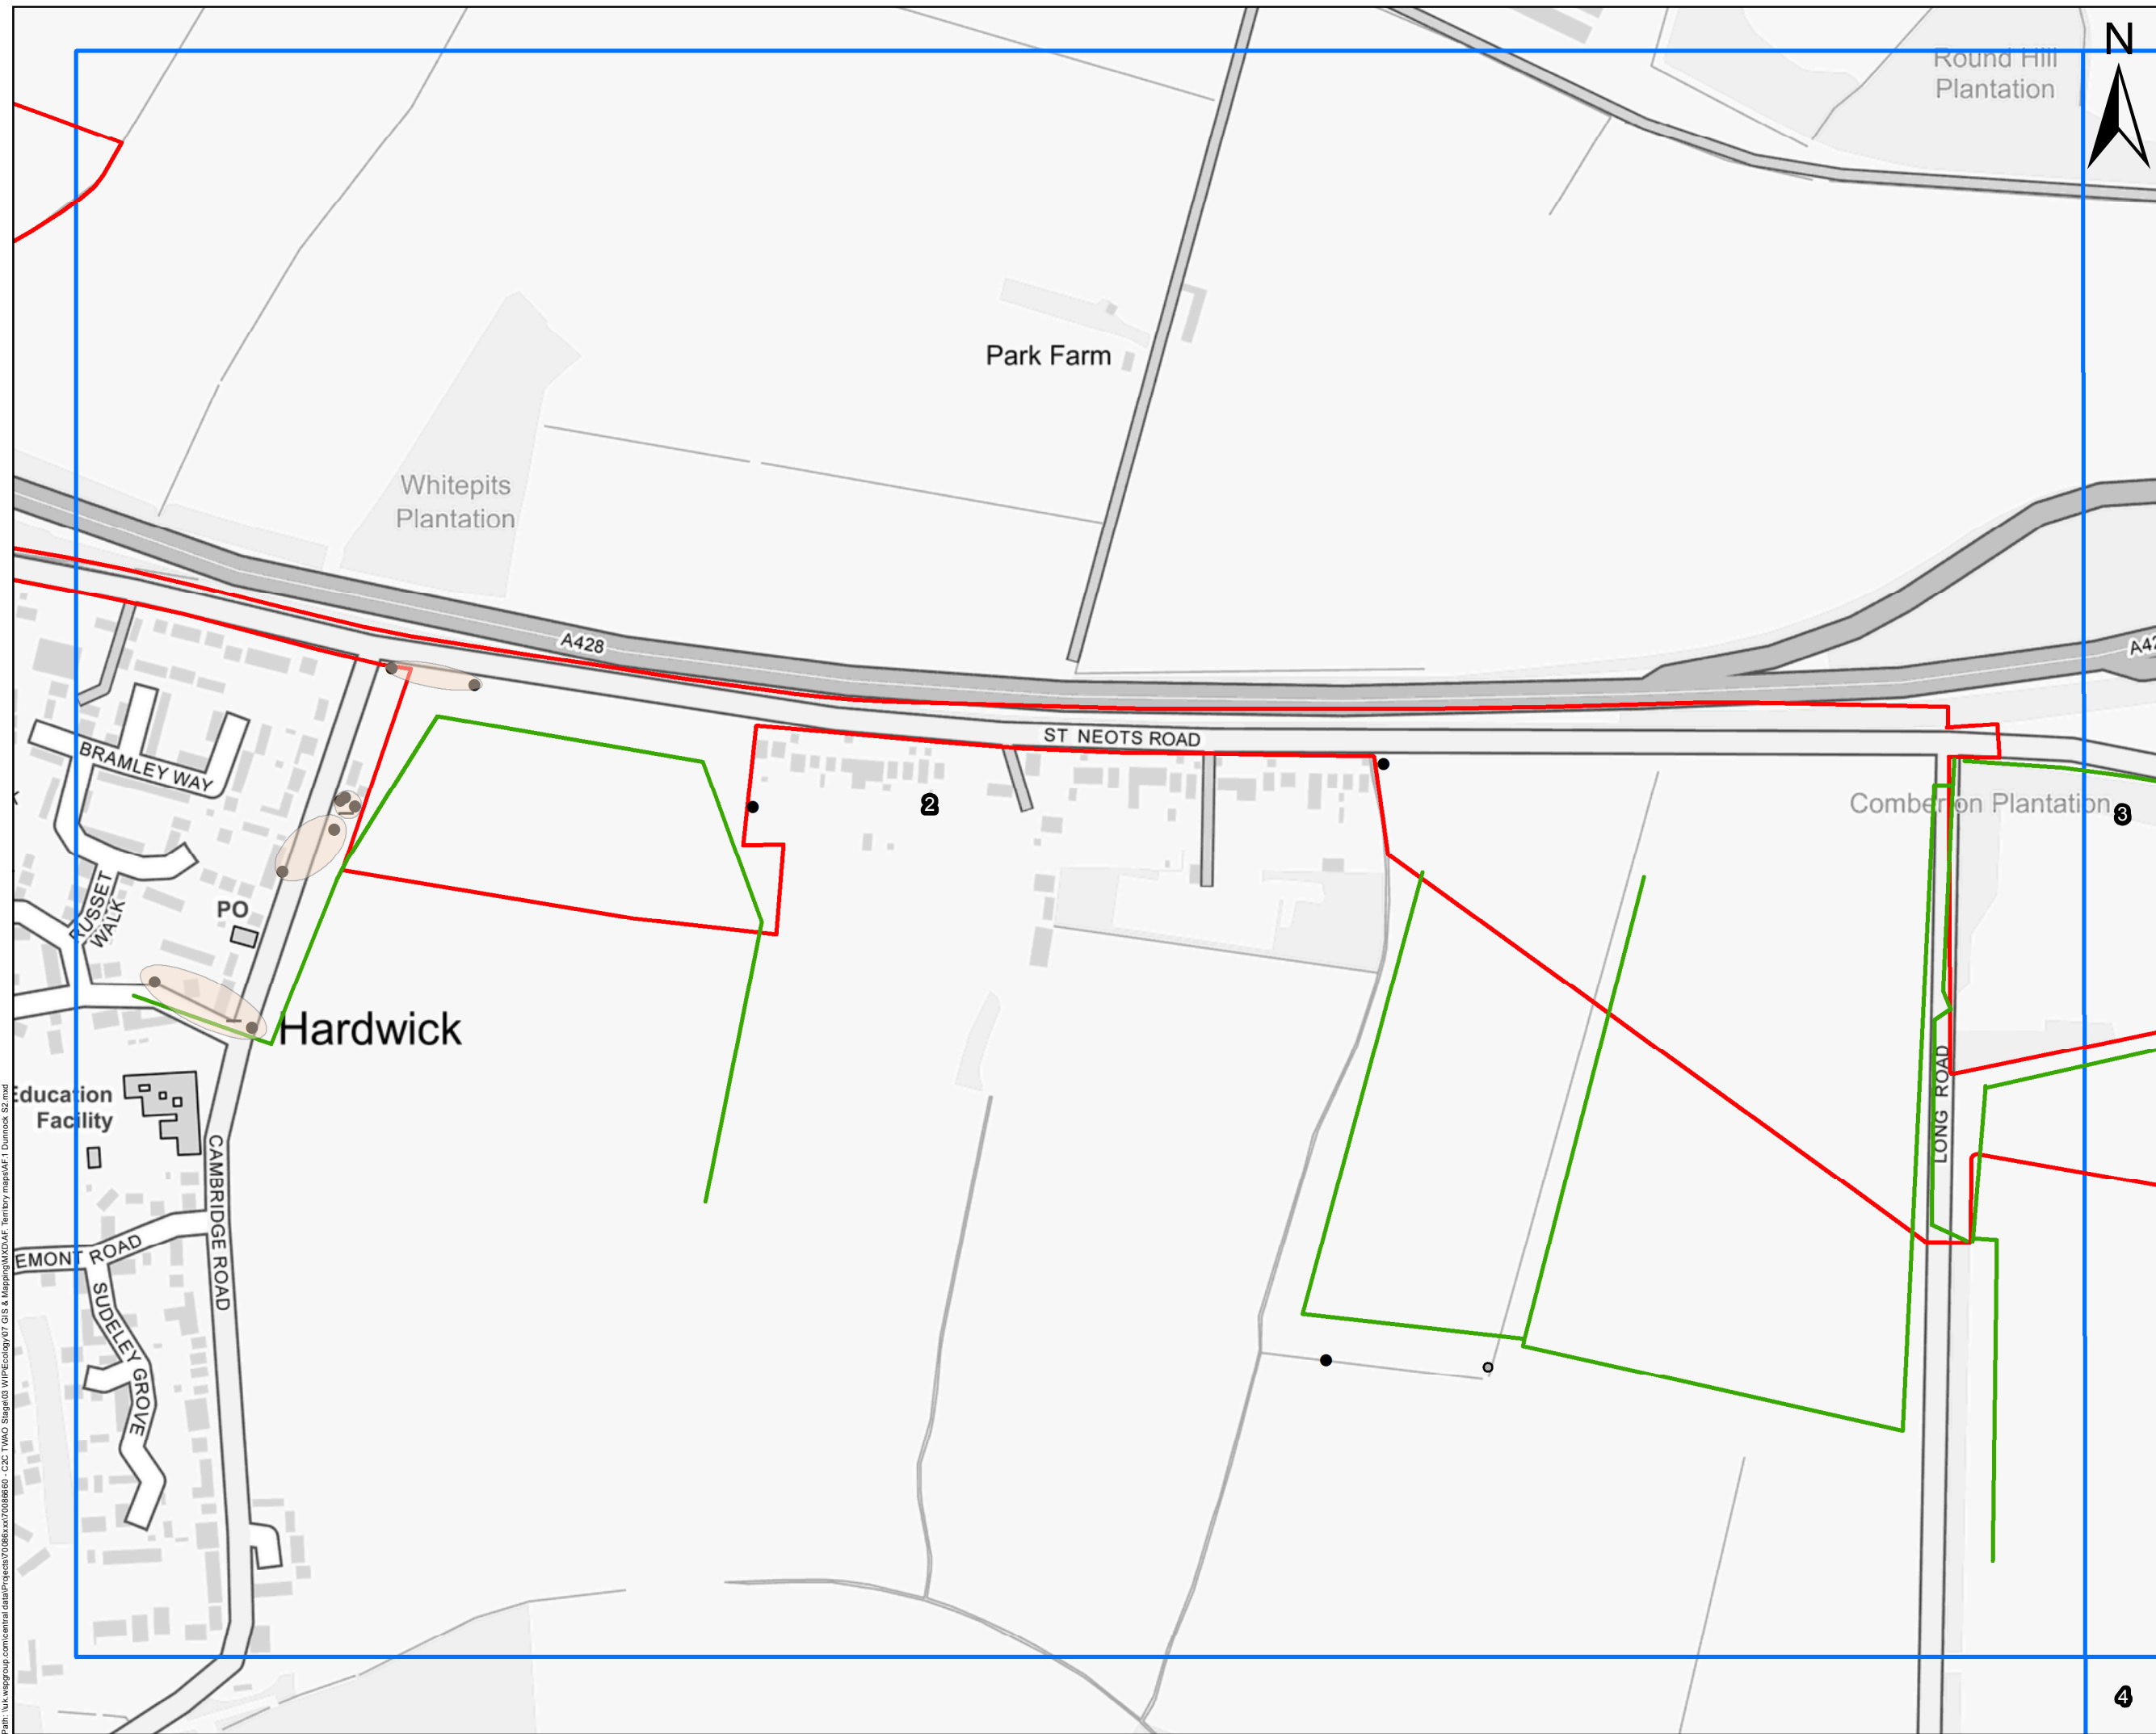 N
Round Hill
Plantation
Park Farm
Whitepits
Plantation
A428
A42
ST NEOTS ROAD
BRAMLEY WAY
2
Comberton Plantation
3
RUSSET
WALK
PO
Hardwick
Education
Facility
LONG ROAD
CAMBRIDGE ROAD
EMONT ROAD
SUDELEY GROVE
4